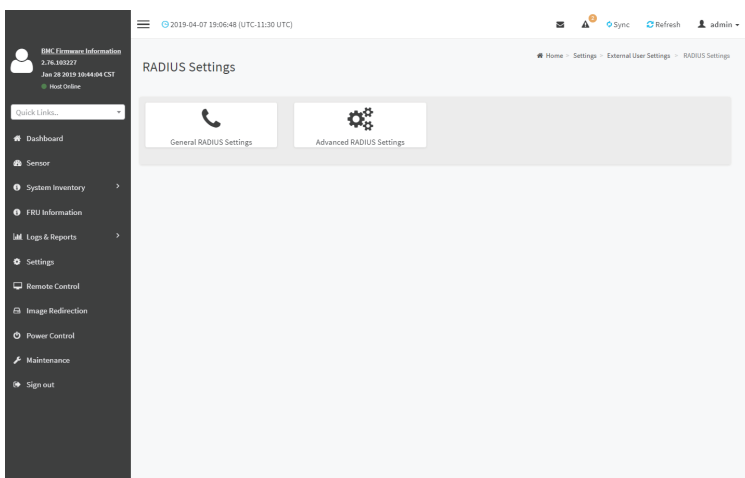 2019-04-07 19:06:48 (UTC-11:30 UTC)
3
Sync
Refresh
admin
BMC Firmware Information
2.76.103227
Jan 28 2019 10:44:04 CST
Host Online
RADIUS Settings
Home > Settings > External User Settings > RADIUS Settings
Quick Links..
General RADIUS Settings
Advanced RADIUS Settings
Dashboard
Sensor
System Inventory
FRU Information
Logs & Reports
Settings
Remote Control
Image Redirection
Power Control
Maintenance
Sign out